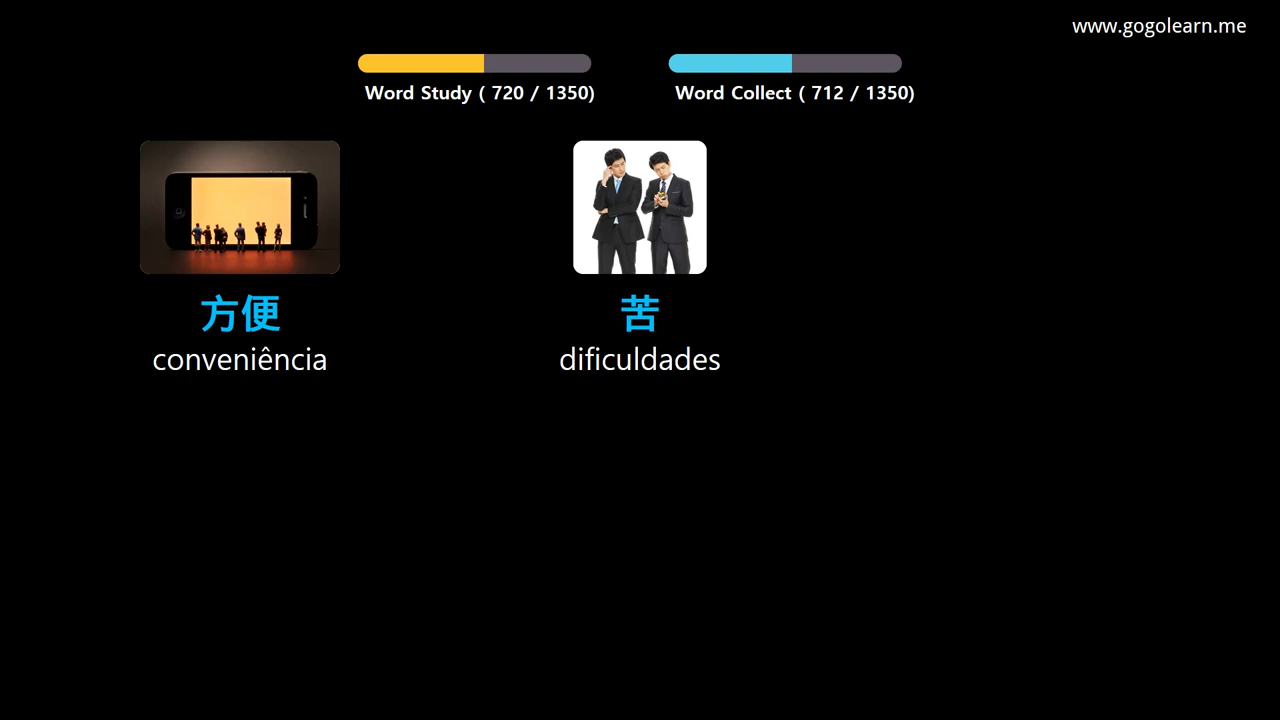 www.gogolearn.me
Word Study ( 720 / 1350)
Word Collect ( 712 / 1350)
方便
conveniência
苦
dificuldades